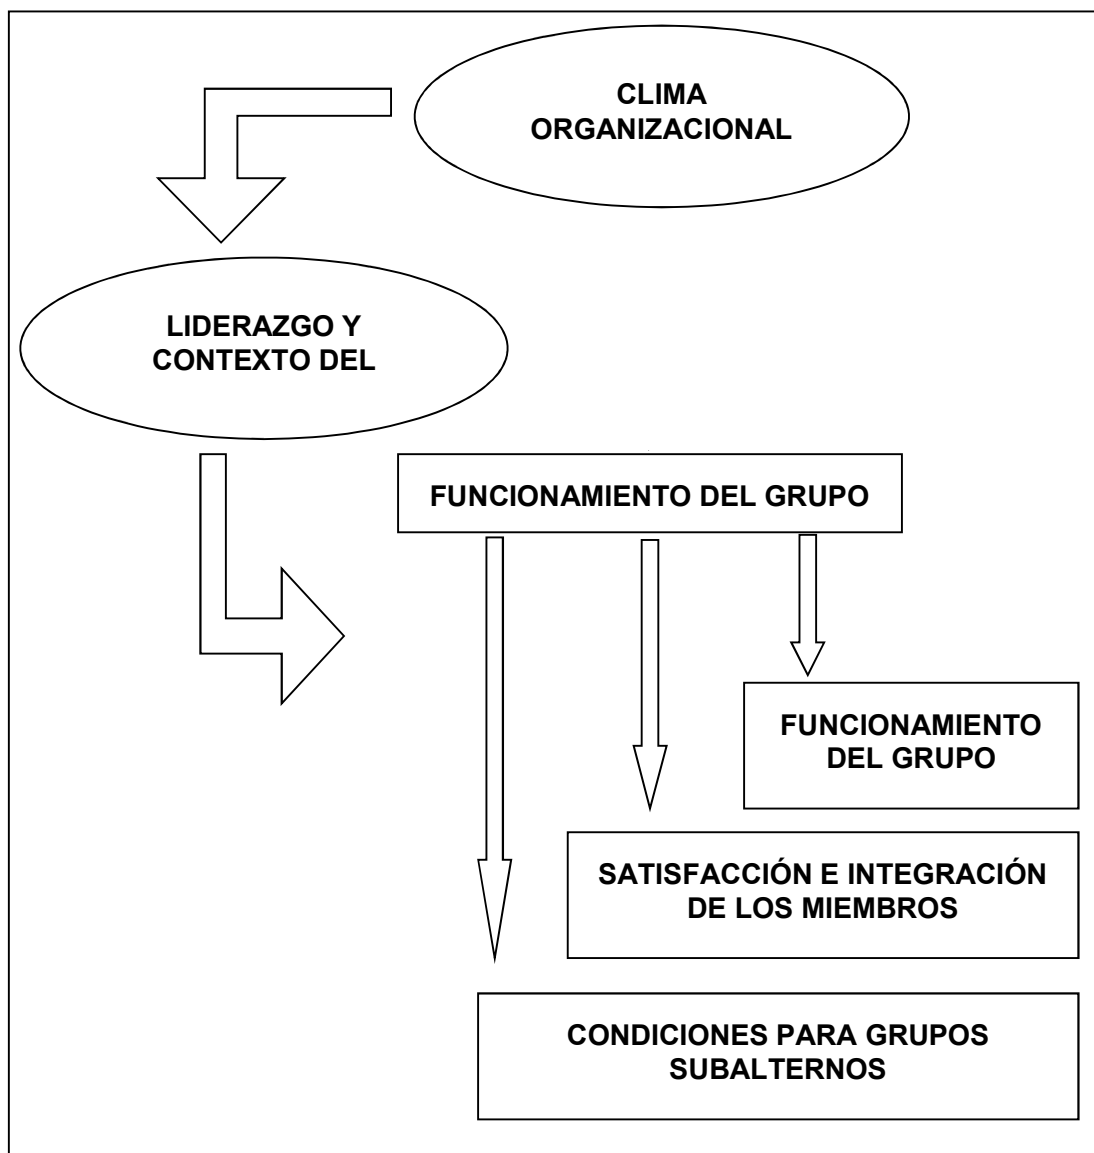 CLIMA
ORGANIZACIONAL
LIDERAZGO Y
CONTEXTO DEL
FUNCIONAMIENTO DEL GRUPO
FUNCIONAMIENTO
DEL GRUPO
SATISFACCIÓN E INTEGRACIÓN
DE LOS MIEMBROS
CONDICIONES PARA GRUPOS
SUBALTERNOS